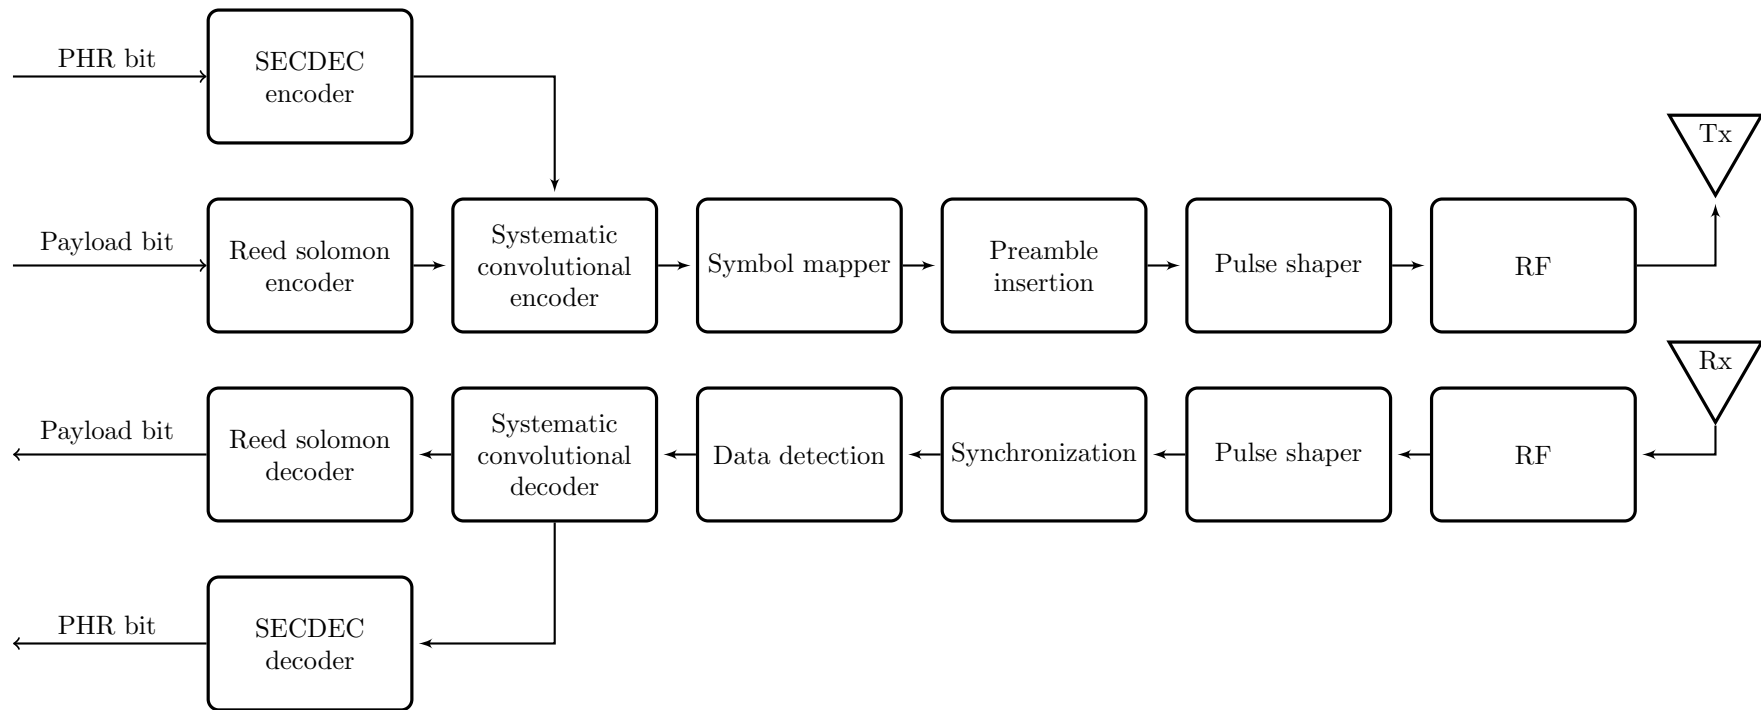 PHR bit
SECDEC
encoder
Tx
Payload bit
Reed solomon
encoder
Systematic
convolutional
encoder
Symbol mapper
Preamble
insertion
Pulse shaper
RF
Rx
Payload bit
Reed solomon
decoder
Systematic
convolutional
decoder
Data detection
Synchronization
Pulse shaper
RF
PHR bit
SECDEC
decoder